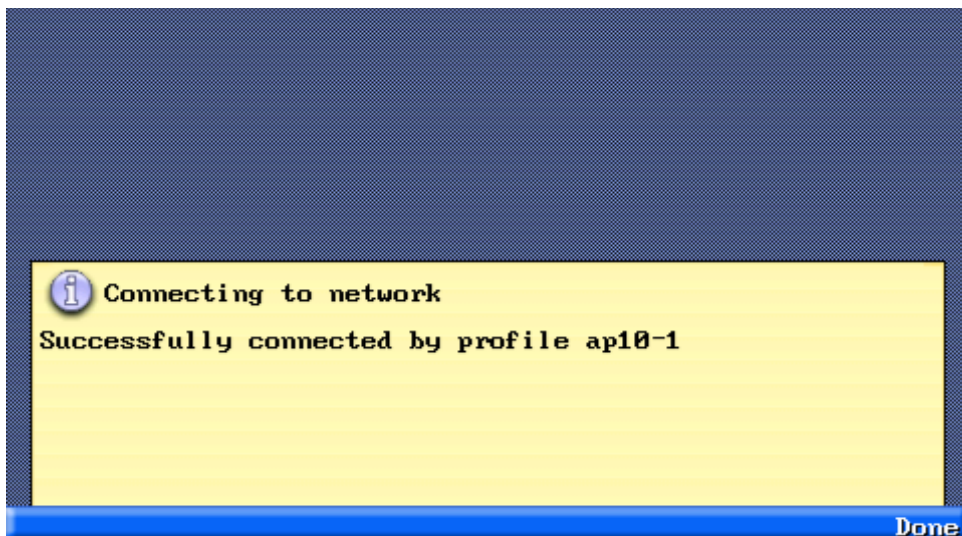 Connecting to network
Successfully connected by profile ap10-1
Done